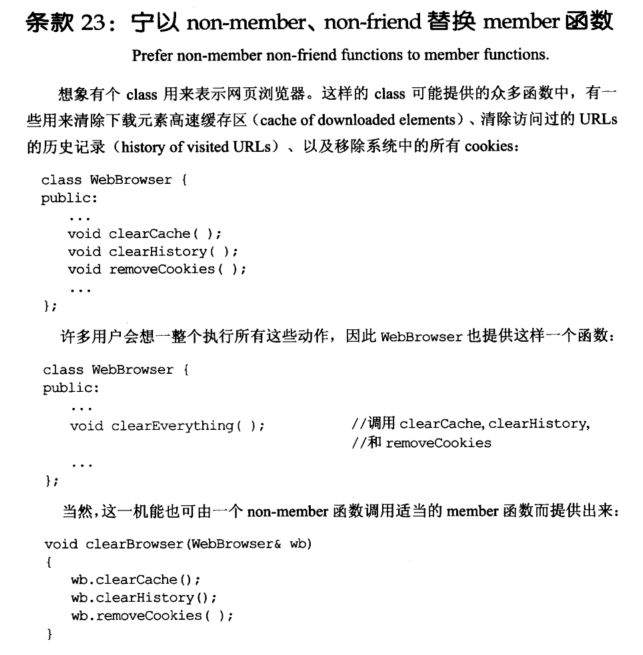 条款 23：宁以 non-member、non-friend 替换 member 函数
Prefer non-member non-friend functions to member functions.
想象有个 class 用来表示网页浏览器。这样的 class 可能提供的众多函数中，有一
些用来清除下载元素高速缓存区（cache of downloaded elements）、清除访问过的 URLs
的历史记录（history of visited URLs）、以及移除系统中的所有 cookies：
class WebBrowser {
public:
...
void clearCache( );
void clearHistory( );
void removeCookies( );
...
};
许多用户会想一整个执行所有这些动作，因此 WebBrowser 也提供这样一个函数：
class WebBrowser {
public:
...
void clearEverything( ); //调用 clearCache, clearHistory,
//和 removeCookies
...
};
当然，这一机能也可由一个 non-member 函数调用适当的 member 函数而提供出来：
void clearBrowser(WebBrowser& wb)
{
wb.clearCache();
wb.clearHistory();
wb.removeCookies( );
}